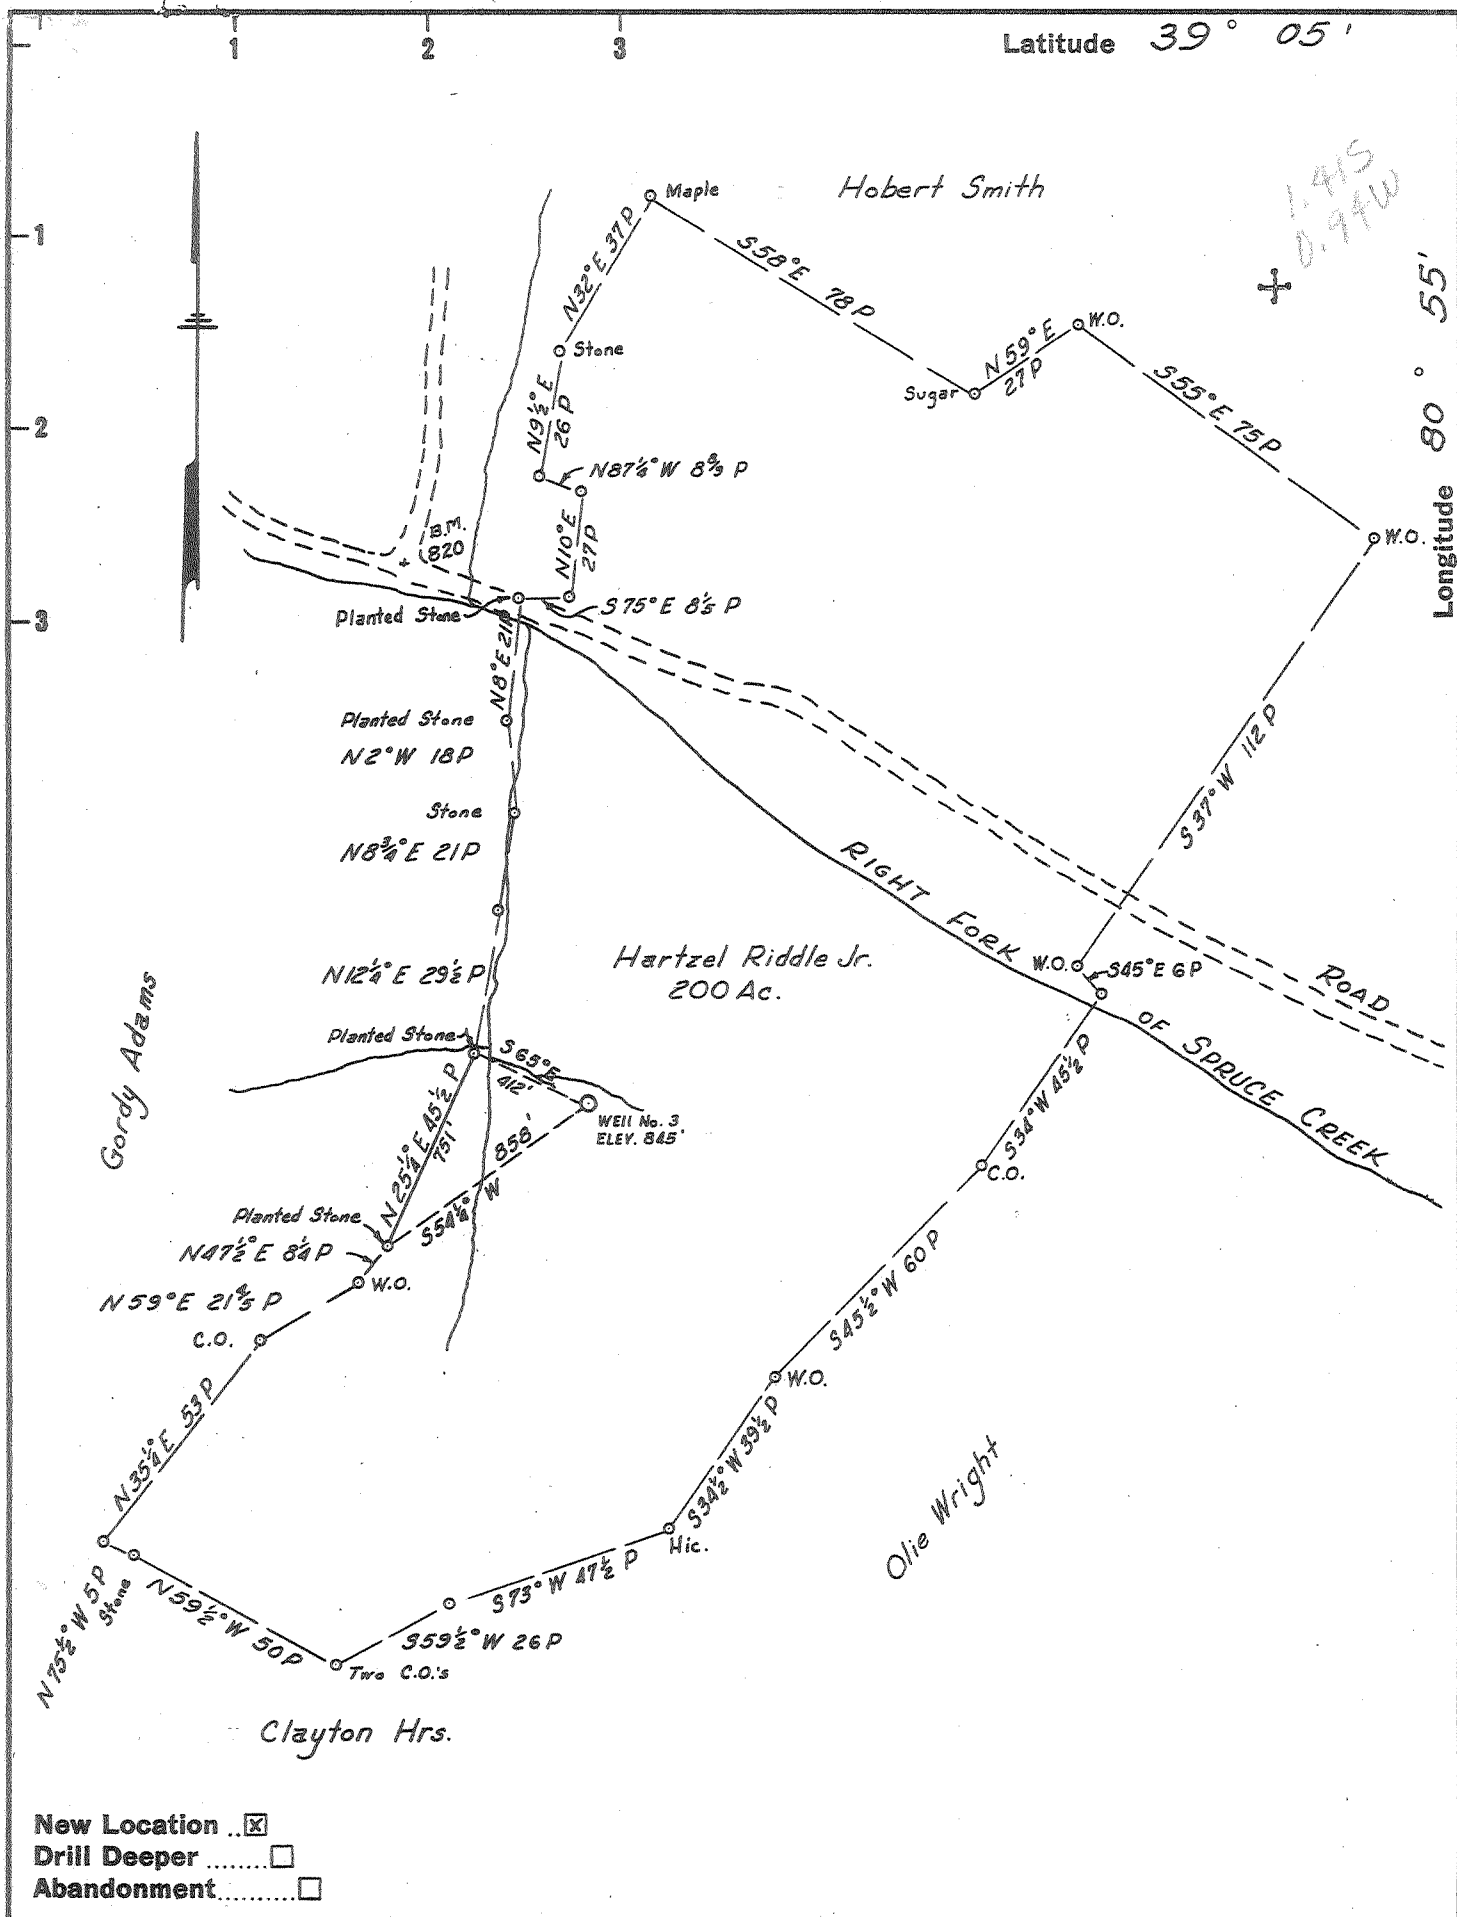 1 2 3
Latitude 39° 05'
1
2
3
Longitude 80° 55'
1.41S
0.94W
Hobert Smith
Maple
N32°E 37P
S58°E 78P
Stone
W.O.
N59°E
27P
Sugar
S55°E 75P
N9½°E
26P
N87¼°W 8⅗ P
W.O.
B.M.
820
N10°E
27P
S75°E 8⅕ P
Planted Stone
N8°E 21P
Planted Stone
N2°W 18P
Stone
S37°W 112P
N8¾°E 21P
RIGHT FORK OF SPRUCE CREEK
Hartzel Riddle Jr.
200 Ac.
N12¼°E 29½P
W.O.
S45°E 6P
ROAD
Gordy Adams
Planted Stone
S65°E
412'
WEll No. 3
ELEV. 845'
N25¼°E 45½P
751'
858'
S54¼°W
S34°W 45½P
C.O.
Planted Stone
N47½°E 8¼P
W.O.
N59°E 21⅘P
C.O.
S45½°W 60P
W.O.
N35¼°E 53P
S34½°W 39½P
Olie Wright
Hic.
S73°W 47½P
N75½°W 5P
Stone
N59½°W 50P
S59½°W 26P
Two C.O.'s
Clayton Hrs.
New Location ..☒
Drill Deeper ........☐
Abandonment..........☐